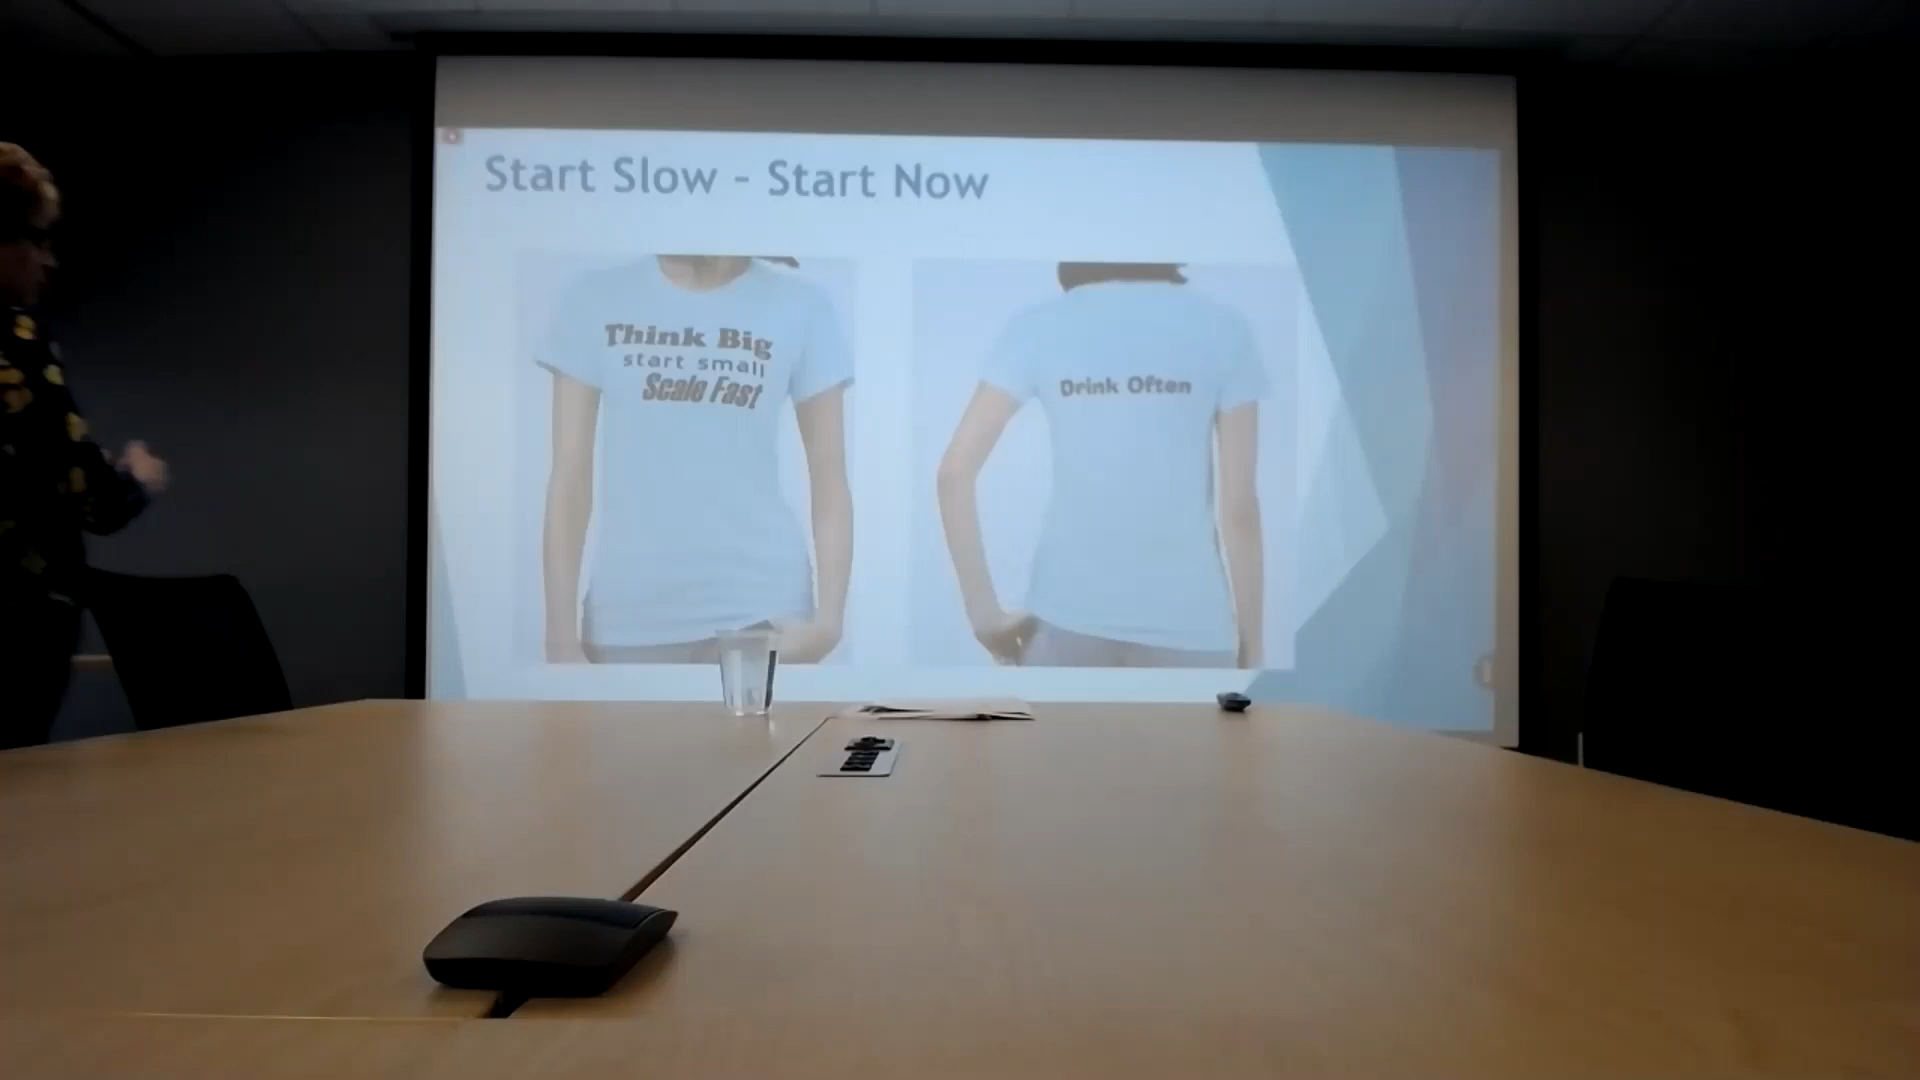 Start Slow - Start Now
Think Big
start small
Scale Fast
Drink Often